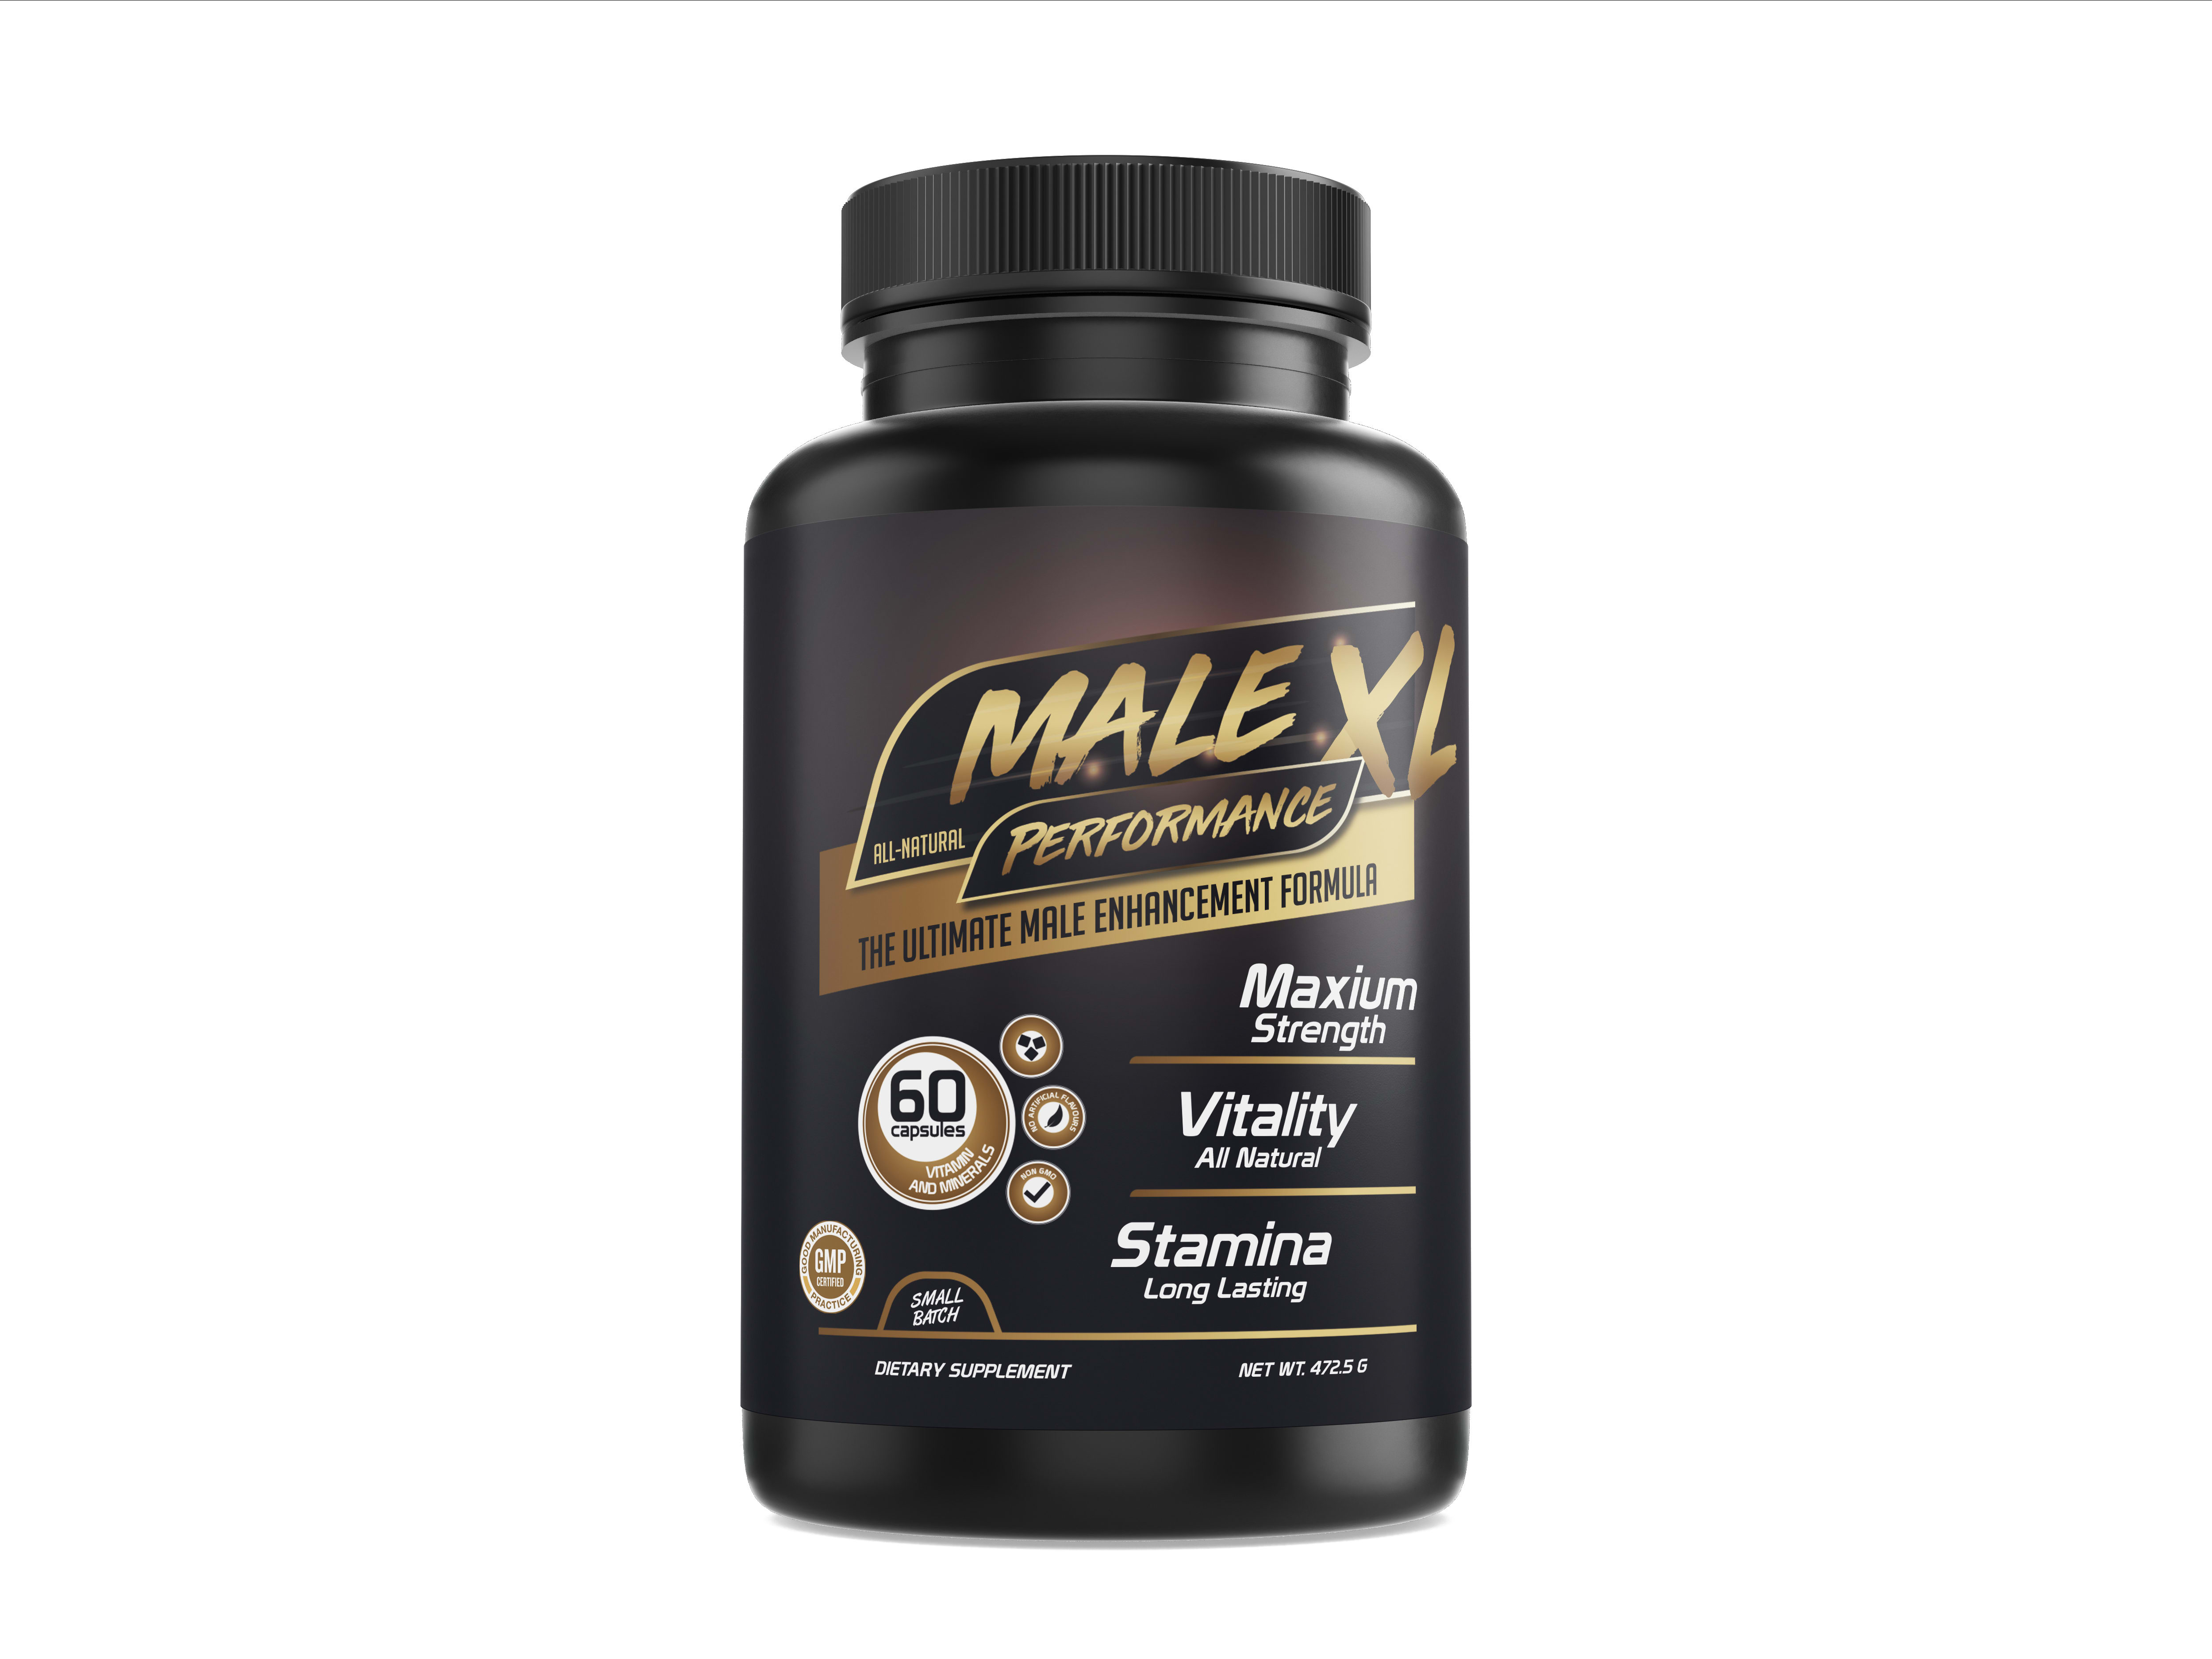 MALE XL
PERFORMANCE
ALL-NATURAL
THE ULTIMATE MALE ENHANCEMENT FORMULA
Maxium
Strength
60
capsules
VITAMIN
AND MINERALS
NO ARTIFICIAL FLAVOURS
NON GMO
Vitality
All Natural
Stamina
Long Lasting
GOOD MANUFACTURING
GMP
CERTIFIED
PRACTICE
SMALL
BATCH
DIETARY SUPPLEMENT
NET WT. 472.5 G